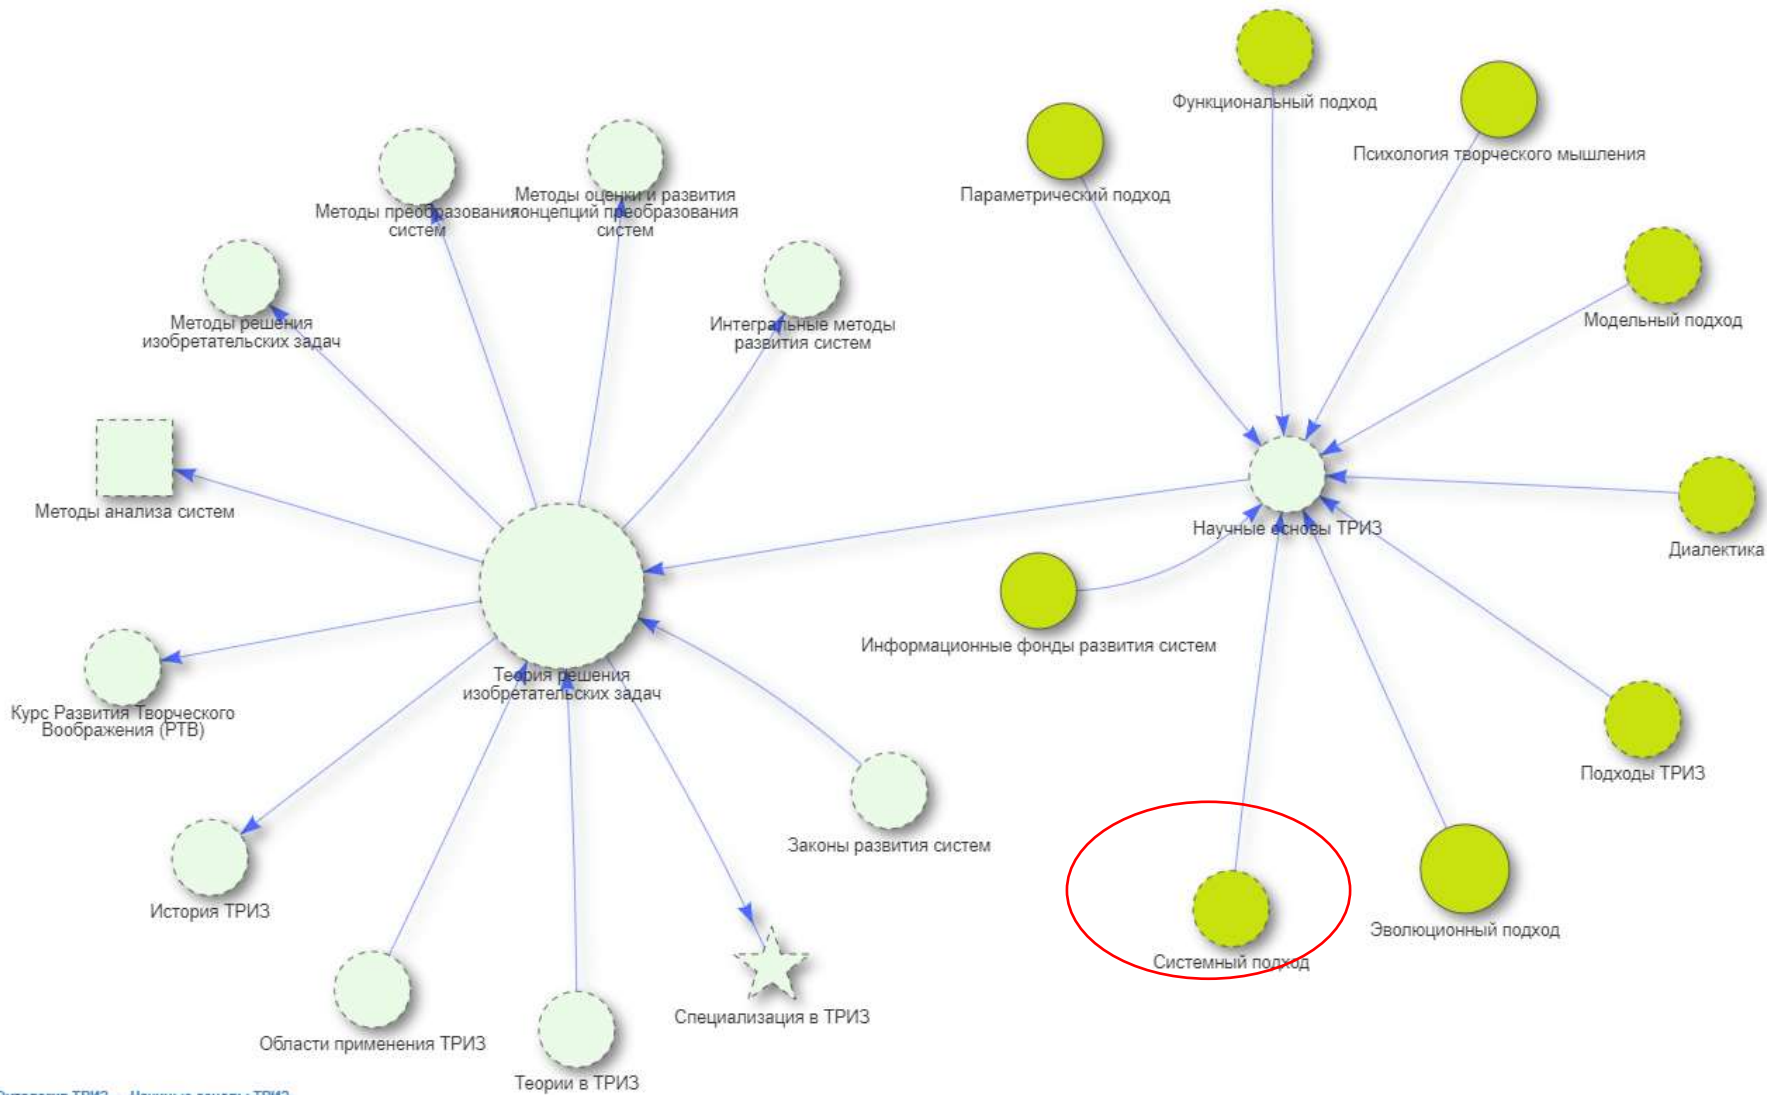 Функциональный подход
Психология творческого мышления
Параметрический подход
Методы оценки и развития
концепций преобразования
систем
Методы преобразования
систем
Модельный подход
Методы решения
изобретательских задач
Интегральные методы
развития систем
Методы анализа систем
Научные основы ТРИЗ
Диалектика
Информационные фонды развития систем
Теория решения
изобретательских задач
Курс Развития Творческого
Воображения (РТВ)
Подходы ТРИЗ
Законы развития систем
История ТРИЗ
Эволюционный подход
Системный подход
Специализация в ТРИЗ
Области применения ТРИЗ
Теории в ТРИЗ